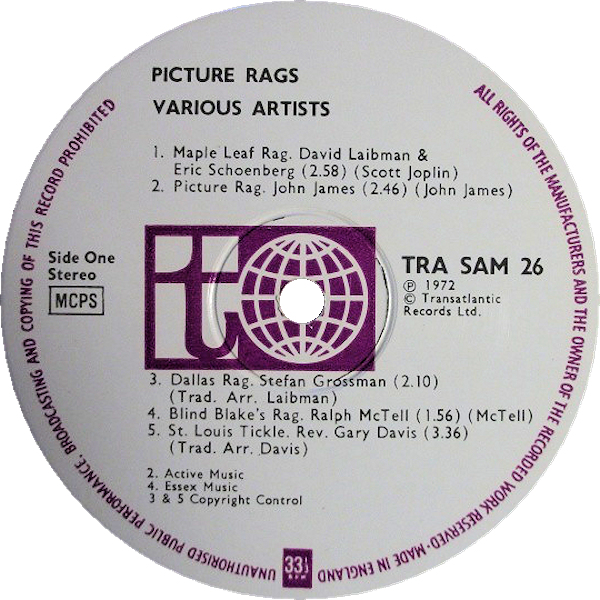 PICTURE RAGS
VARIOUS ARTISTS
1. Maple Leaf Rag. David Laibman &
Eric Schoenberg (2.58) (Scott Joplin)
2. Picture Rag. John James (2.46) (John James)
Side One
Stereo
MCPS
it
TRA SAM 26
Ⓟ 1972
© Transatlantic
Records Ltd.
3. Dallas Rag. Stefan Grossman (2.10)
(Trad. Arr. Laibman)
4. Blind Blake's Rag. Ralph McTell (1.56) (McTell)
5. St. Louis Tickle. Rev. Gary Davis (3.36)
(Trad. Arr. Davis)
2. Active Music
4. Essex Music
3 & 5 Copyright Control
33⅓
RPM
ALL RIGHTS OF THE MANUFACTURERS AND THE OWNER OF THE RECORDED WORK RESERVED·MADE IN ENGLAND
UNAUTHORISED PUBLIC PERFORMANCE, BROADCASTING AND COPYING OF THIS RECORD PROHIBITED